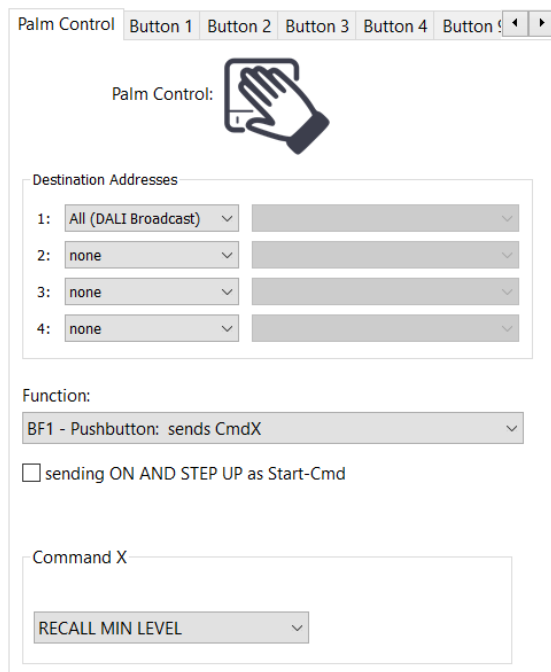 Palm Control Button 1 Button 2 Button 3 Button 4 Button
Palm Control:
Destination Addresses
1: All (DALI Broadcast)
2: none
3: none
4: none
Function:
BF1 - Pushbutton: sends CmdX
sending ON AND STEP UP as Start-Cmd
Command X
RECALL MIN LEVEL